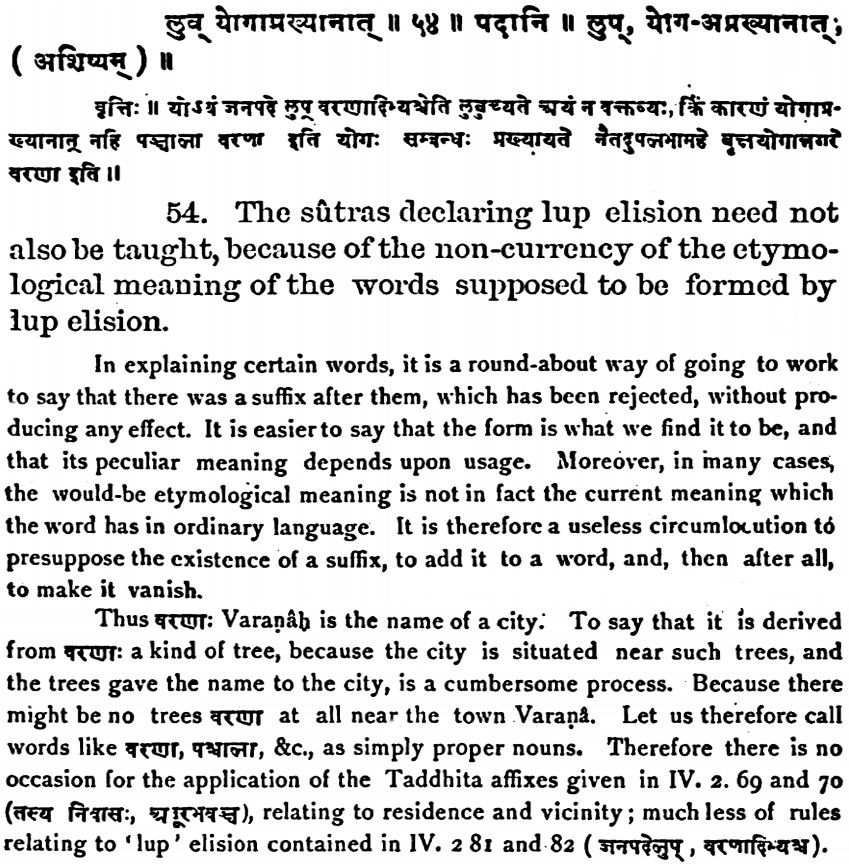 लुब् योगाप्रख्यानात् ॥ ५४ ॥ पदानि ॥ लुप्, योग-अप्रख्यानात्;
( अशिष्यम् ) ॥
वृत्तिः ॥ योऽयं जनपदे लुप् वरणादिभ्यश्चेति लुबुच्यते अयं न वक्तव्यः, किं कारणं योगाप्र-
ख्यानात् नहि पञ्चाला वरणा इति योगः सम्बन्धः प्रख्यायते नैतदुपलभामहे वृक्षयोगान्नगरे
वरणा इति ॥
54. The sûtras declaring lup elision need not
also be taught, because of the non-currency of the etymo-
logical meaning of the words supposed to be formed by
lup elision.
In explaining certain words, it is a round-about way of going to work
to say that there was a suffix after them, which has been rejected, without pro-
ducing any effect. It is easier to say that the form is what we find it to be, and
that its peculiar meaning depends upon usage. Moreover, in many cases,
the would-be etymological meaning is not in fact the current meaning which
the word has in ordinary language. It is therefore a useless circumlocution to
presuppose the existence of a suffix, to add it to a word, and, then after all,
to make it vanish.
Thus वरणाः Varaṇâḥ is the name of a city. To say that it is derived
from वरणाः a kind of tree, because the city is situated near such trees, and
the trees gave the name to the city, is a cumbersome process. Because there
might be no trees वरणा at all near the town Varaṇâ. Let us therefore call
words like वरणा, पञ्चाला, &c., as simply proper nouns. Therefore there is no
occasion for the application of the Taddhita affixes given in IV. 2. 69 and 70
(तस्य निवासः, अदूरभवश्च), relating to residence and vicinity; much less of rules
relating to 'lup' elision contained in IV. 2 81 and 82 ( जनपदेलुप् , वरणादिभ्यश्च).